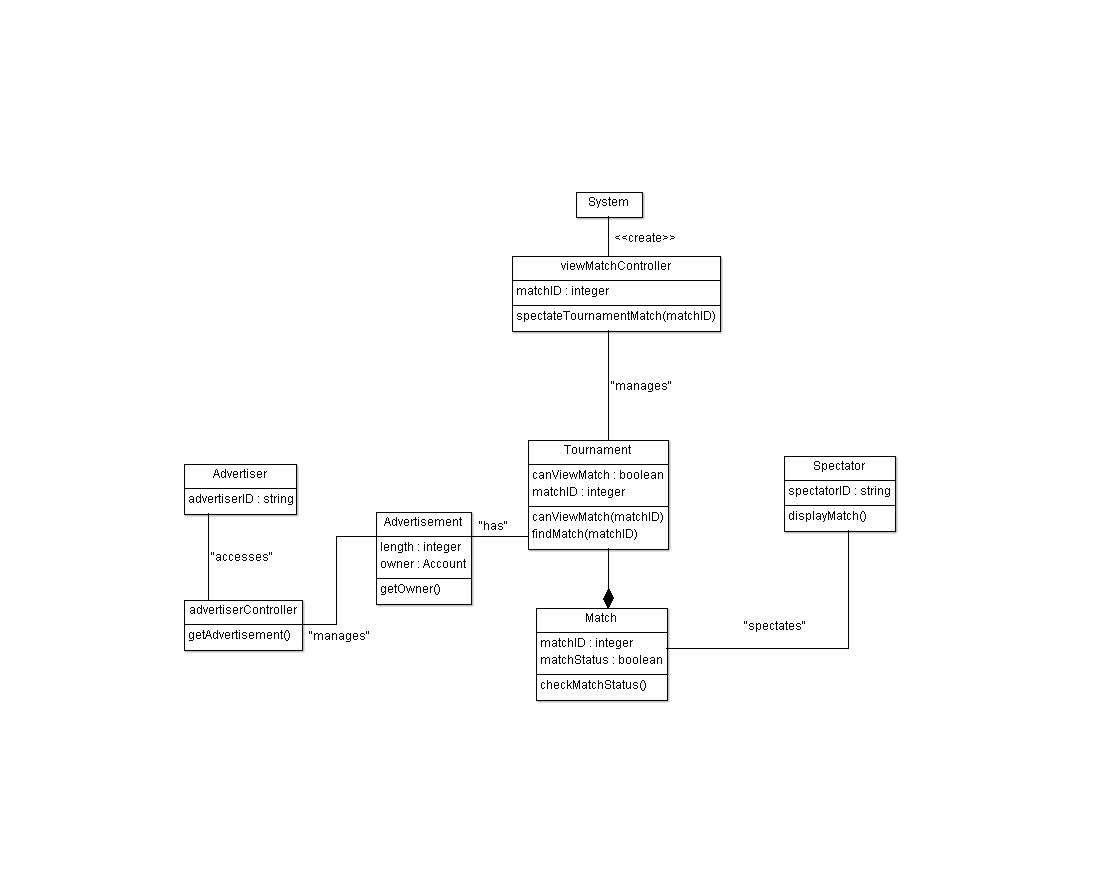 System
<<create>>
viewMatchController
matchID : integer
spectateTournamentMatch(matchID)
"manages"
Tournament
canViewMatch : boolean
matchID : integer
canViewMatch(matchID)
findMatch(matchID)
Advertiser
advertiserID : string
"accesses"
advertiserController
getAdvertisement()
"manages"
Advertisement
length : integer
owner : Account
getOwner()
"has"
Spectator
spectatorID : string
displayMatch()
"spectates"
Match
matchID : integer
matchStatus : boolean
checkMatchStatus()